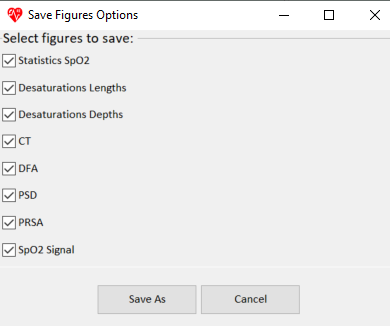 Save Figures Options
Select figures to save:
Statistics SpO2
Desaturations Lengths
Desaturations Depths
CT
DFA
PSD
PRSA
SpO2 Signal
Save As
Cancel